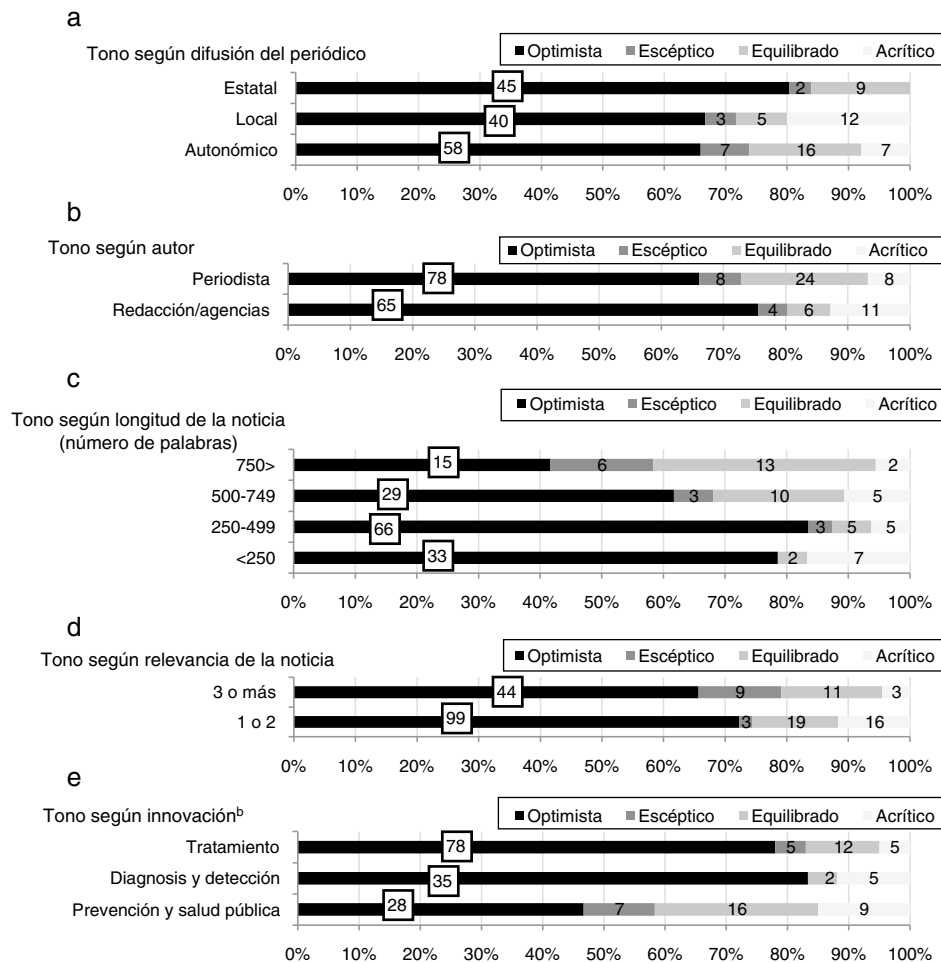 a
Tono según difusión del periódico
Optimista Escéptico Equilibrado Acrítico
Estatal 45 2 9
Local 40 3 5 12
Autonómico 58 7 16 7
0% 10% 20% 30% 40% 50% 60% 70% 80% 90% 100%
b
Tono según autor
Optimista Escéptico Equilibrado Acrítico
Periodista 78 8 24 8
Redacción/agencias 65 4 6 11
0% 10% 20% 30% 40% 50% 60% 70% 80% 90% 100%
c
Optimista Escéptico Equilibrado Acrítico
Tono según longitud de la noticia
(número de palabras)
750> 15 6 13 2
500-749 29 3 10 5
250-499 66 3 5 5
<250 33 2 7
0% 10% 20% 30% 40% 50% 60% 70% 80% 90% 100%
d
Tono según relevancia de la noticia
Optimista Escéptico Equilibrado Acrítico
3 o más 44 9 11 3
1 o 2 99 3 19 16
0% 10% 20% 30% 40% 50% 60% 70% 80% 90% 100%
e
Tono según innovaciónᵇ
Optimista Escéptico Equilibrado Acrítico
Tratamiento 78 5 12 5
Diagnosis y detección 35 2 5
Prevención y salud pública 28 7 16 9
0% 10% 20% 30% 40% 50% 60% 70% 80% 90% 100%